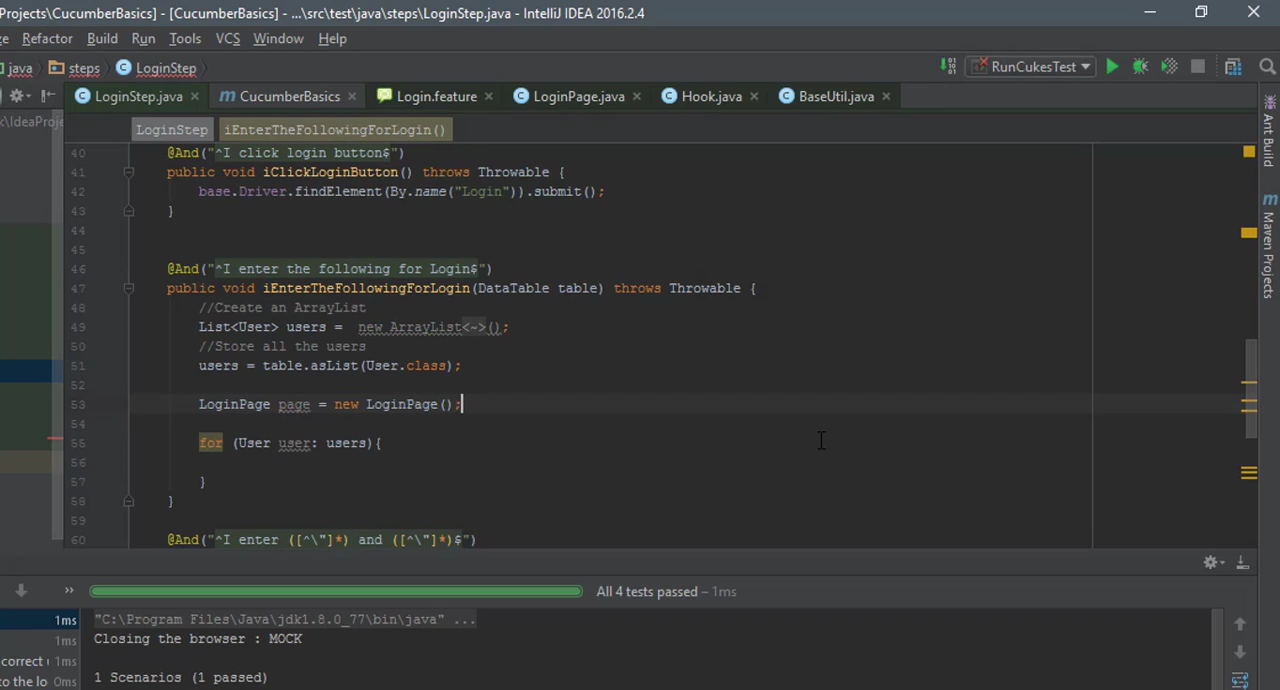 Projects\CucumberBasics] - [CucumberBasics] - ...\src\test\java\steps\LoginStep.java - IntelliJ IDEA 2016.2.4
Refactor Build Run Tools VCS Window Help
java steps LoginStep RunCukesTest
LoginStep.java CucumberBasics Login.feature LoginPage.java Hook.java BaseUtil.java
k\IdeaProj
LoginStep iEnterTheFollowingForLogin()
40 @And("^I click login button$")
41 public void iClickLoginButton() throws Throwable {
42 base.Driver.findElement(By.name("Login")).submit();
43 }
44
45
46 @And("^I enter the following for Login$")
47 public void iEnterTheFollowingForLogin(DataTable table) throws Throwable {
48 //Create an ArrayList
49 List<User> users =  new ArrayList<~>();
50 //Store all the users
51 users = table.asList(User.class);
52
53 LoginPage page = new LoginPage();
54
55 for (User user: users){
56
57 }
58 }
59
60 @And("^I enter ([^\"]*) and ([^\"]*)$")
Ant Build
Maven Projects
» All 4 tests passed – 1ms
1ms "C:\Program Files\Java\jdk1.8.0_77\bin\java" ...
1ms Closing the browser : MOCK
correct 1ms
to the lo 0ms 1 Scenarios (1 passed)